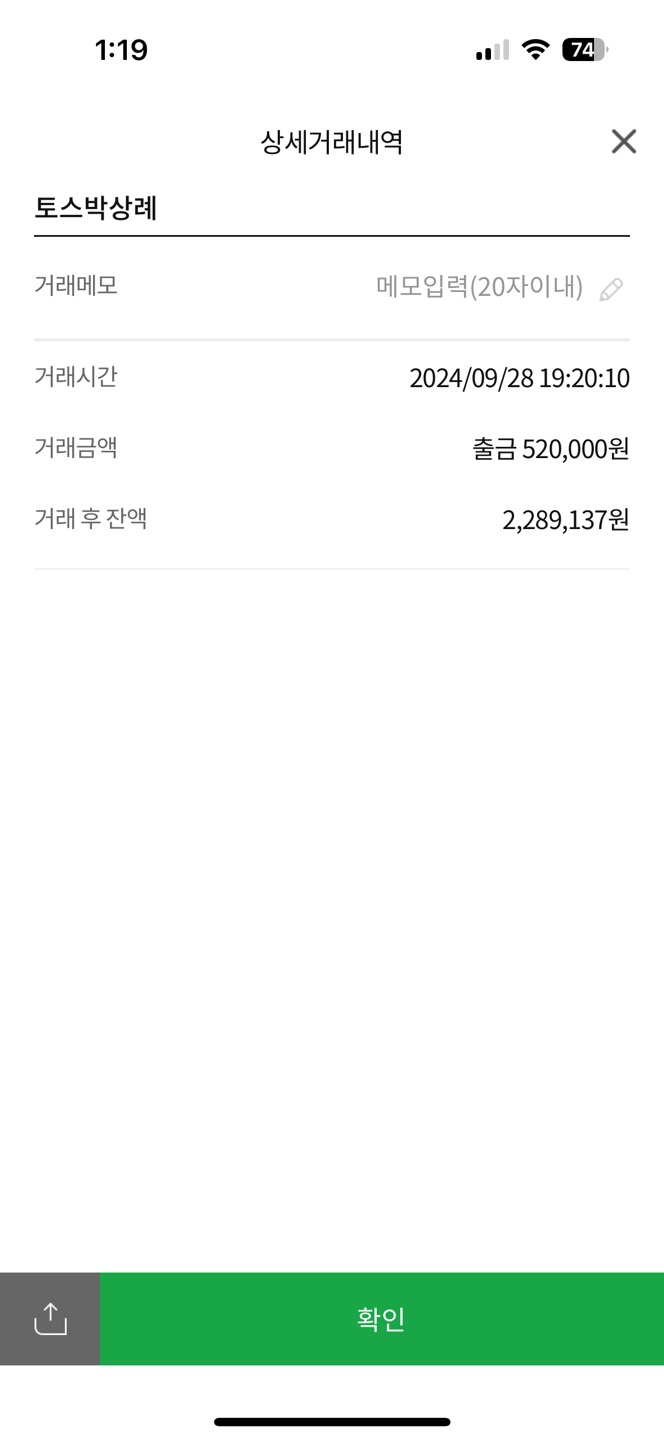 1:19
74
상세거래내역
토스박상례
거래메모 메모입력(20자이내)
거래시간 2024/09/28 19:20:10
거래금액 출금 520,000원
거래 후 잔액 2,289,137원
확인